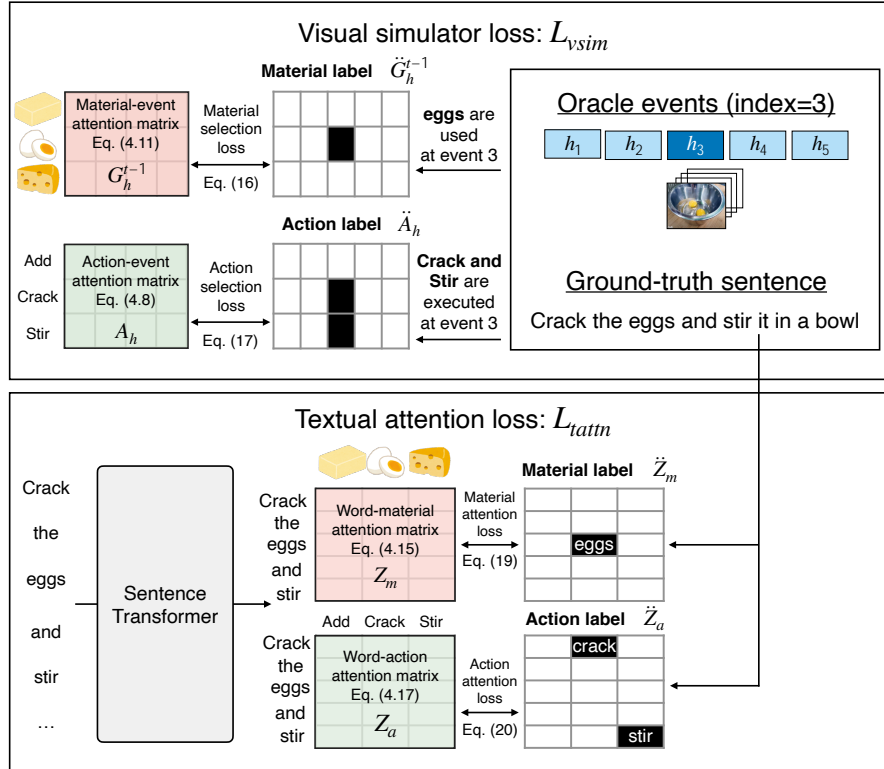 Visual simulator loss: L_vsim
Material label G̈_h^{t−1}
Material-event
attention matrix
Eq. (4.11)
G_h^{t−1}
Material
selection
loss
Eq. (16)
eggs are
used
at event 3
Oracle events (index=3)
h_1 h_2 h_3 h_4 h_5
Action label Ä_h
Add
Crack
Stir
Action-event
attention matrix
Eq. (4.8)
A_h
Action
selection
loss
Eq. (17)
Crack and
Stir are
executed
at event 3
Ground-truth sentence
Crack the eggs and stir it in a bowl
Textual attention loss: L_tattn
Crack
the
eggs
and
stir
...
Sentence
Transformer
Crack
the
eggs
and
stir
Word-material
attention matrix
Eq. (4.15)
Z_m
Material
attention
loss
Eq. (19)
Material label Z̈_m
eggs
Add Crack Stir
Crack
the
eggs
and
stir
Word-action
attention matrix
Eq. (4.17)
Z_a
Action
attention
loss
Eq. (20)
Action label Z̈_a
crack
stir